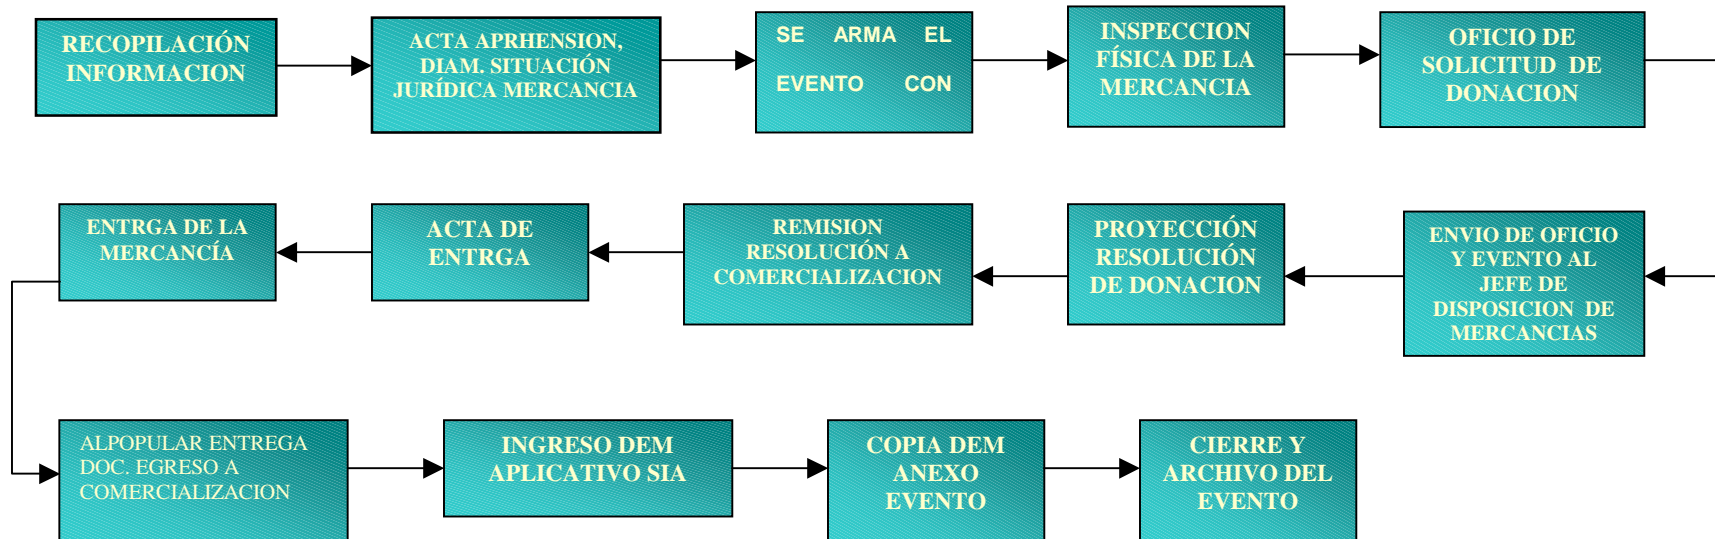 RECOPILACIÓN
INFORMACION
ACTA APRHENSION,
DIAM. SITUACIÓN
JURÍDICA MERCANCIA
SE ARMA EL
EVENTO CON
INSPECCION
FÍSICA DE LA
MERCANCIA
OFICIO DE
SOLICITUD DE
DONACION
ENVIO DE OFICIO
Y EVENTO AL
JEFE DE
DISPOSICION DE
MERCANCIAS
PROYECCIÓN
RESOLUCIÓN
DE DONACION
REMISION
RESOLUCIÓN A
COMERCIALIZACION
ACTA DE
ENTRGA
ENTRGA DE LA
MERCANCÍA
ALPOPULAR ENTREGA
DOC. EGRESO A
COMERCIALIZACION
INGRESO DEM
APLICATIVO SIA
COPIA DEM
ANEXO
EVENTO
CIERRE Y
ARCHIVO DEL
EVENTO